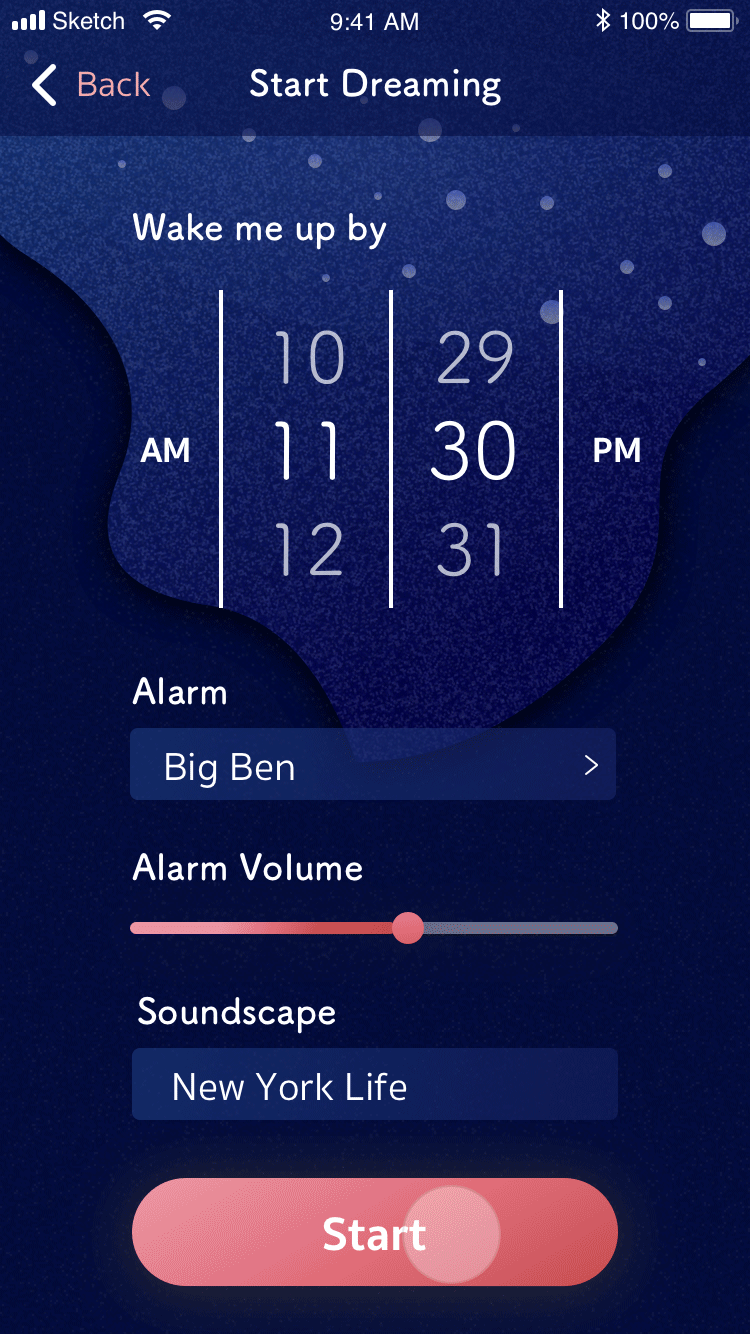 Sketch 9:41 AM 100%
Back Start Dreaming
Wake me up by
10 29
AM 11 30 PM
12 31
Alarm
Big Ben
Alarm Volume
Soundscape
New York Life
Start